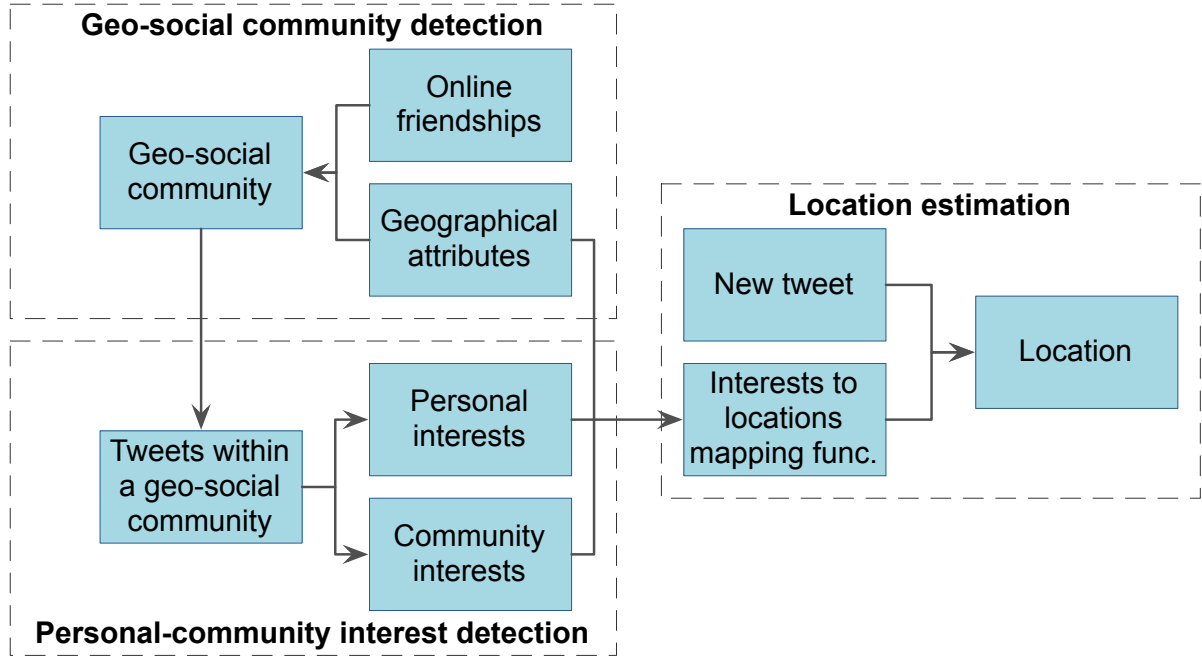 Geo-social community detection
Online
friendships
Geo-social
community
Geographical
attributes
Location estimation
New tweet
Location
Interests to
locations
mapping func.
Personal
interests
Tweets within
a geo-social
community
Community
interests
Personal-community interest detection